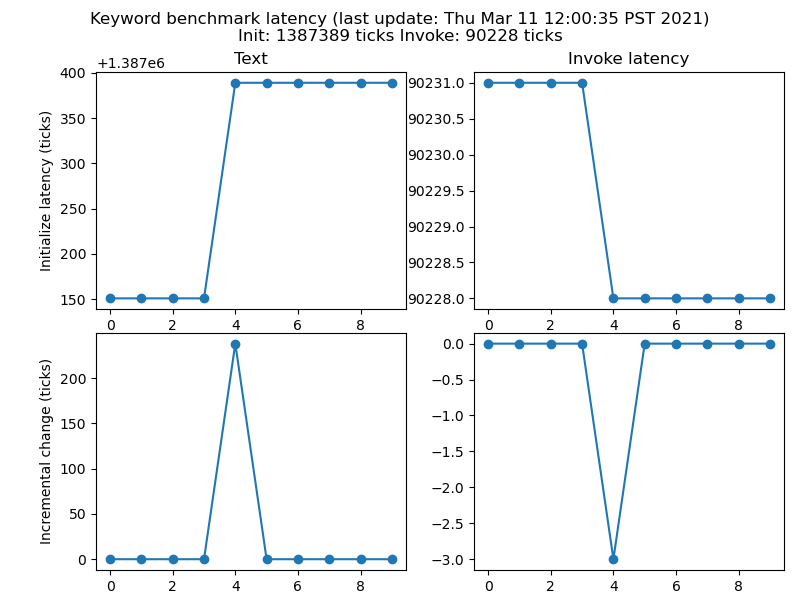 Keyword benchmark latency (last update: Thu Mar 11 12:00:35 PST 2021)
Init: 1387389 ticks Invoke: 90228 ticks
Text
+1.387e6
Initialize latency (ticks)
400
350
300
250
200
150
0 2 4 6 8
Invoke latency
90231.0
90230.5
90230.0
90229.5
90229.0
90228.5
90228.0
0 2 4 6 8
Incremental change (ticks)
200
150
100
50
0
0 2 4 6 8
0.0
−0.5
−1.0
−1.5
−2.0
−2.5
−3.0
0 2 4 6 8